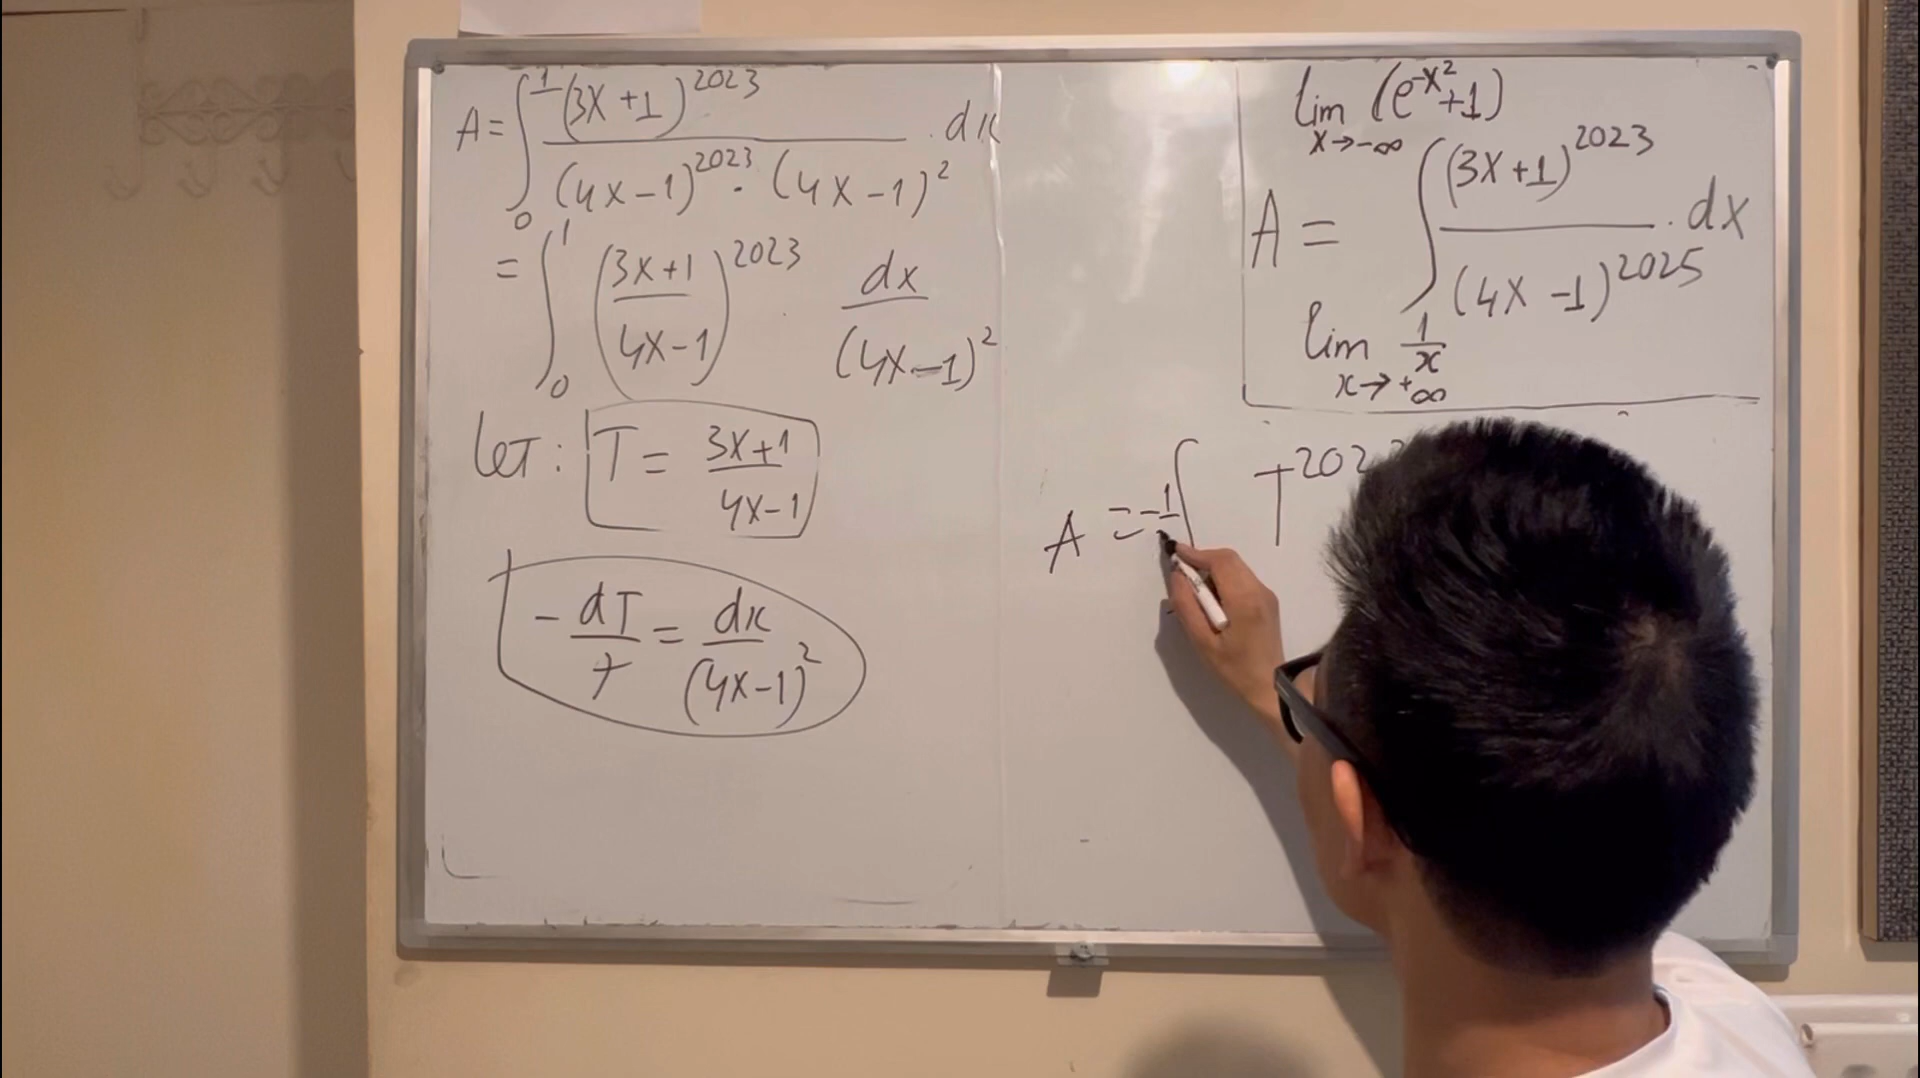 A = ∫₀¹ (3x+1)^2023 / (4x-1)^2023 · (4x-1)^2 . dx
= ∫₀¹ ((3x+1)/(4x-1))^2023 . dx/(4x-1)^2
let: T = (3x+1)/(4x-1)
- dT/7 = dx/(4x-1)^2
lim x→-∞ (e^-x^2+1)
A = ∫ (3x+1)^2023 / (4x-1)^2025 . dx
lim x→+∞ 1/x
A = -1 ∫ T^202